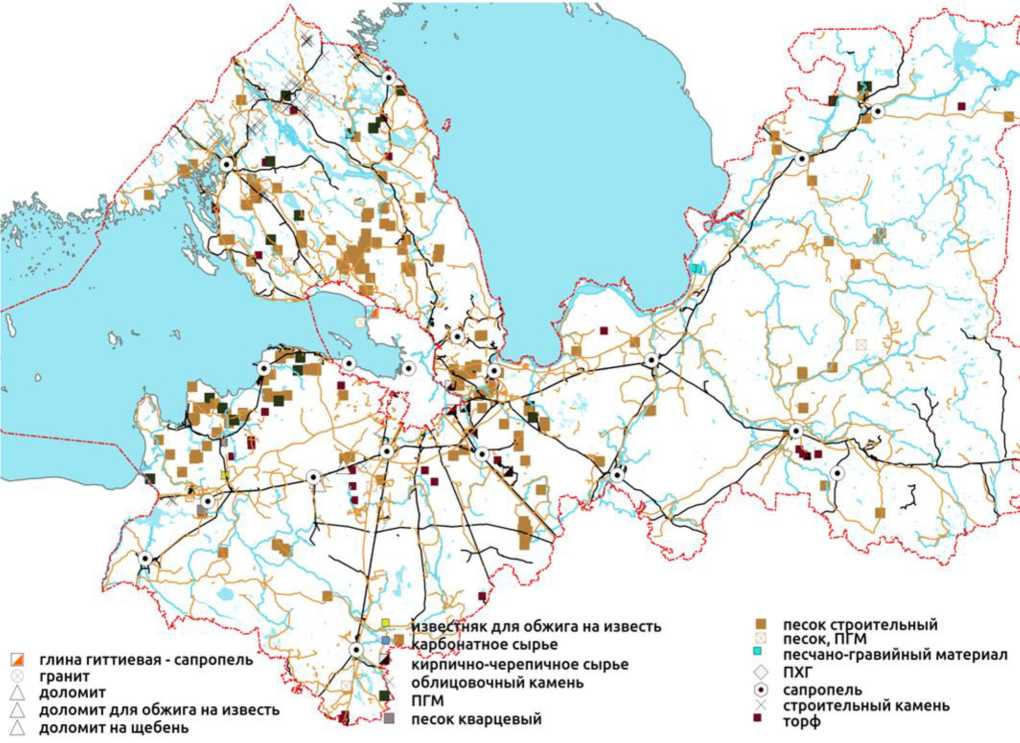 глина гиттиевая - сапропель
гранит
доломит
доломит для обжига на известь
доломит на щебень
известняк для обжига на известь
карбонатное сырье
кирпично-черепичное сырье
облицовочный камень
ПГМ
песок кварцевый
песок строительный
песок, ПГМ
песчано-гравийный материал
ПХГ
сапропель
строительный камень
торф